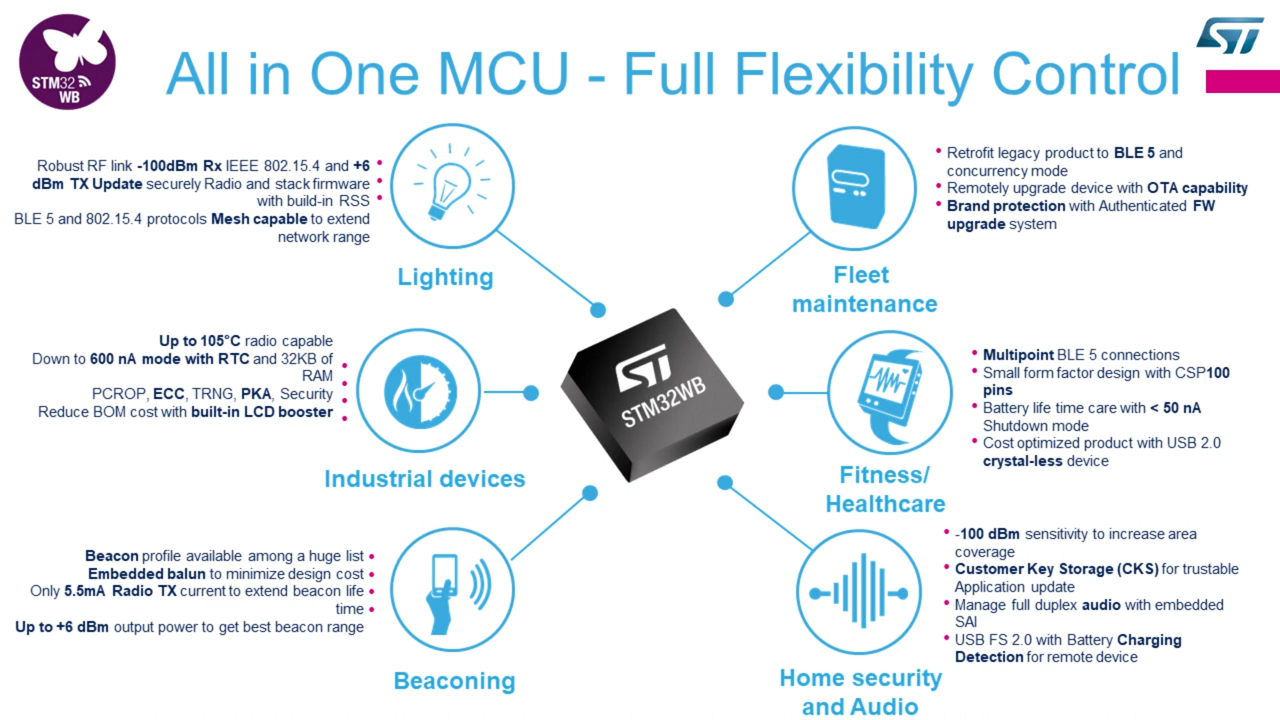 STM32
WB
ST
All in One MCU - Full Flexibility Control
Robust RF link -100dBm Rx IEEE 802.15.4 and +6
dBm TX Update securely Radio and stack firmware
with build-in RSS
BLE 5 and 802.15.4 protocols Mesh capable to extend
network range
Lighting
• Retrofit legacy product to BLE 5 and
concurrency mode
• Remotely upgrade device with OTA capability
• Brand protection with Authenticated FW
upgrade system
Fleet
maintenance
Up to 105°C radio capable
Down to 600 nA mode with RTC and 32KB of
RAM
PCROP, ECC, TRNG, PKA, Security
Reduce BOM cost with built-in LCD booster
Industrial devices
ST
STM32WB
• Multipoint BLE 5 connections
• Small form factor design with CSP100
pins
• Battery life time care with < 50 nA
Shutdown mode
• Cost optimized product with USB 2.0
crystal-less device
Fitness/
Healthcare
Beacon profile available among a huge list
Embedded balun to minimize design cost
Only 5.5mA Radio TX current to extend beacon life
time
Up to +6 dBm output power to get best beacon range
Beaconing
• -100 dBm sensitivity to increase area
coverage
• Customer Key Storage (CKS) for trustable
Application update
• Manage full duplex audio with embedded
SAI
• USB FS 2.0 with Battery Charging
Detection for remote device
Home security
and Audio